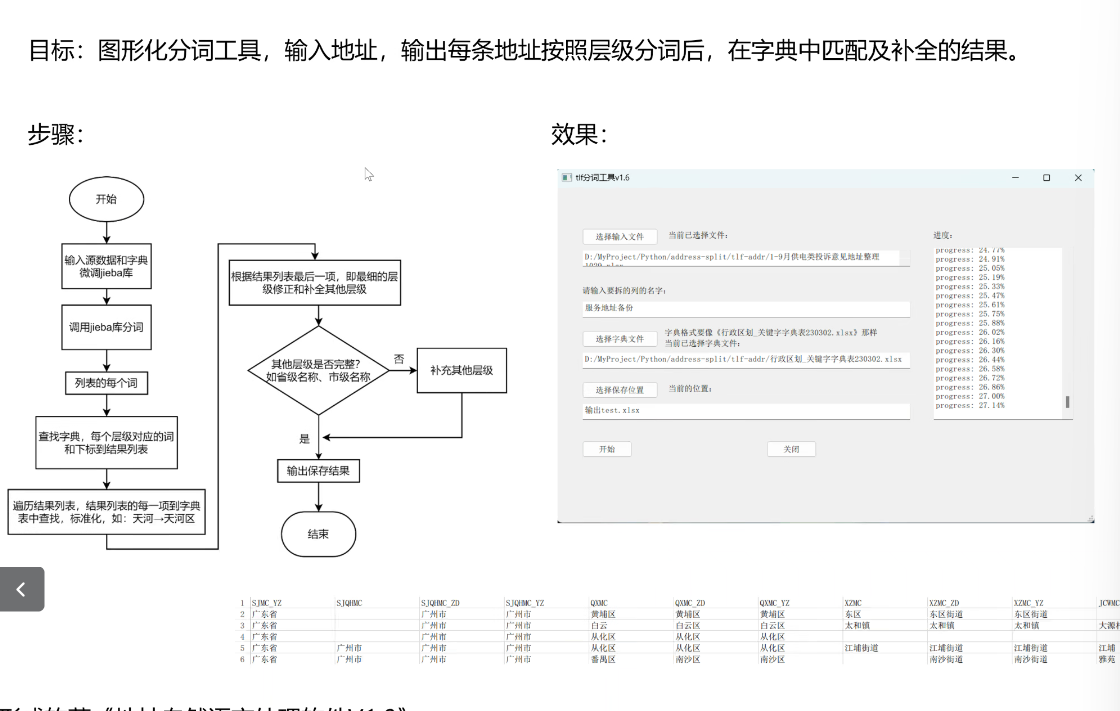 目标：图形化分词工具，输入地址，输出每条地址按照层级分词后，在字典中匹配及补全的结果。
步骤：
开始
输入源数据和字典
微调jieba库
调用jieba库分词
列表的每个词
查找字典，每个层级对应的词
和下标到结果列表
遍历结果列表，结果列表的每一项到字典
表中查找，标准化，如：天河→天河区
根据结果列表最后一项，即最细的层
级修正和补全其他层级
其他层级是否完整？
如省级名称、市级名称
否
补充其他层级
是
输出保存结果
结束
效果：
tlf分词工具v1.6
选择输入文件 当前已选择文件：
D:/MyProject/Python/address-split/tlf-addr/1-9月供电类投诉意见地址整理
请输入要拆的列的名字：
服务地址备份
选择字典文件 字典格式要像《行政区划_关键字字典表230302.xlsx》那样
当前已选择字典文件：
D:/MyProject/Python/address-split/tlf-addr/行政区划_关键字字典表230302.xlsx
选择保存位置 当前的位置：
输出test.xlsx
开始 关闭
进度：
progress: 24.77%
progress: 24.91%
progress: 25.05%
progress: 25.19%
progress: 25.33%
progress: 25.47%
progress: 25.61%
progress: 25.75%
progress: 25.88%
progress: 26.02%
progress: 26.16%
progress: 26.30%
progress: 26.44%
progress: 26.58%
progress: 26.72%
progress: 26.86%
progress: 27.00%
progress: 27.14%
1 SJMC_YZ SJQHMC SJQHMC_ZD SJQHMC_YZ QXMC QXMC_ZD QXMC_YZ XZMC XZMC_ZD XZMC_YZ JCWMC
2 广东省 广州市 广州市 黄埔区 黄埔区 黄埔区 东区 东区街道 东区街道
3 广东省 广州市 广州市 白云 白云区 白云区 太和镇 太和镇 太和镇 大源村
4 广东省 广州市 广州市 从化区 从化区 从化区
5 广东省 广州市 广州市 广州市 从化区 从化区 从化区 江埔街道 江埔街道 江埔街道 江埔
6 广东省 广州市 广州市 广州市 番禺区 南沙区 南沙区 南沙街道 南沙街道 雅苑